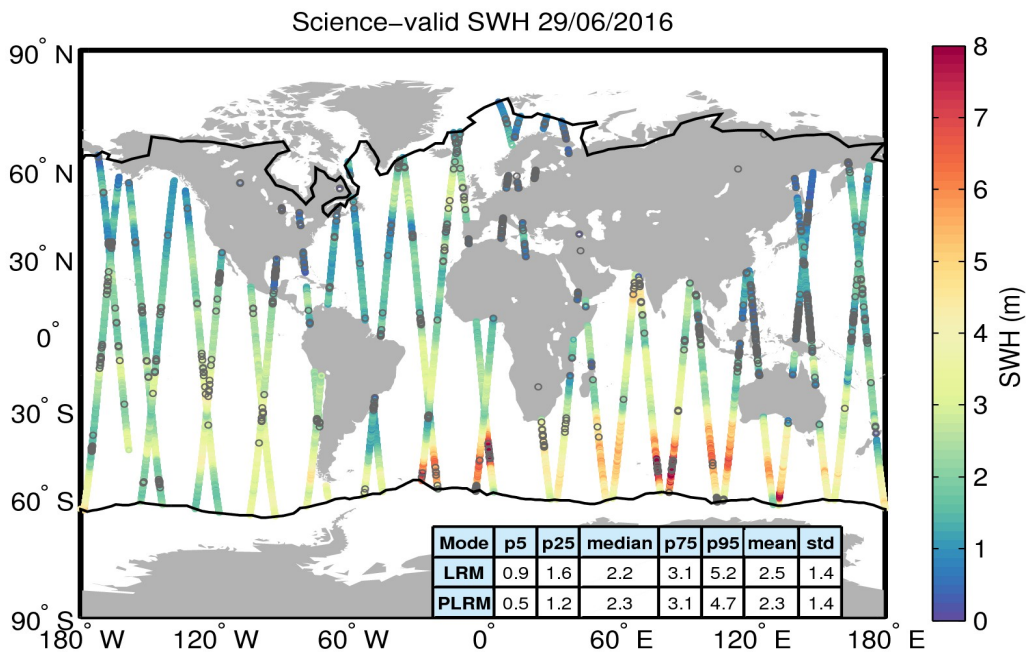 Science−valid SWH 29/06/2016
90° N
60° N
30° N
0°
30° S
60° S
90° S
180° W
120° W
60° W
0°
60° E
120° E
180° E
Mode p5 p25 median p75 p95 mean std
LRM 0.9 1.6 2.2 3.1 5.2 2.5 1.4
PLRM 0.5 1.2 2.3 3.1 4.7 2.3 1.4
8
7
6
5
4
3
2
1
0
SWH (m)